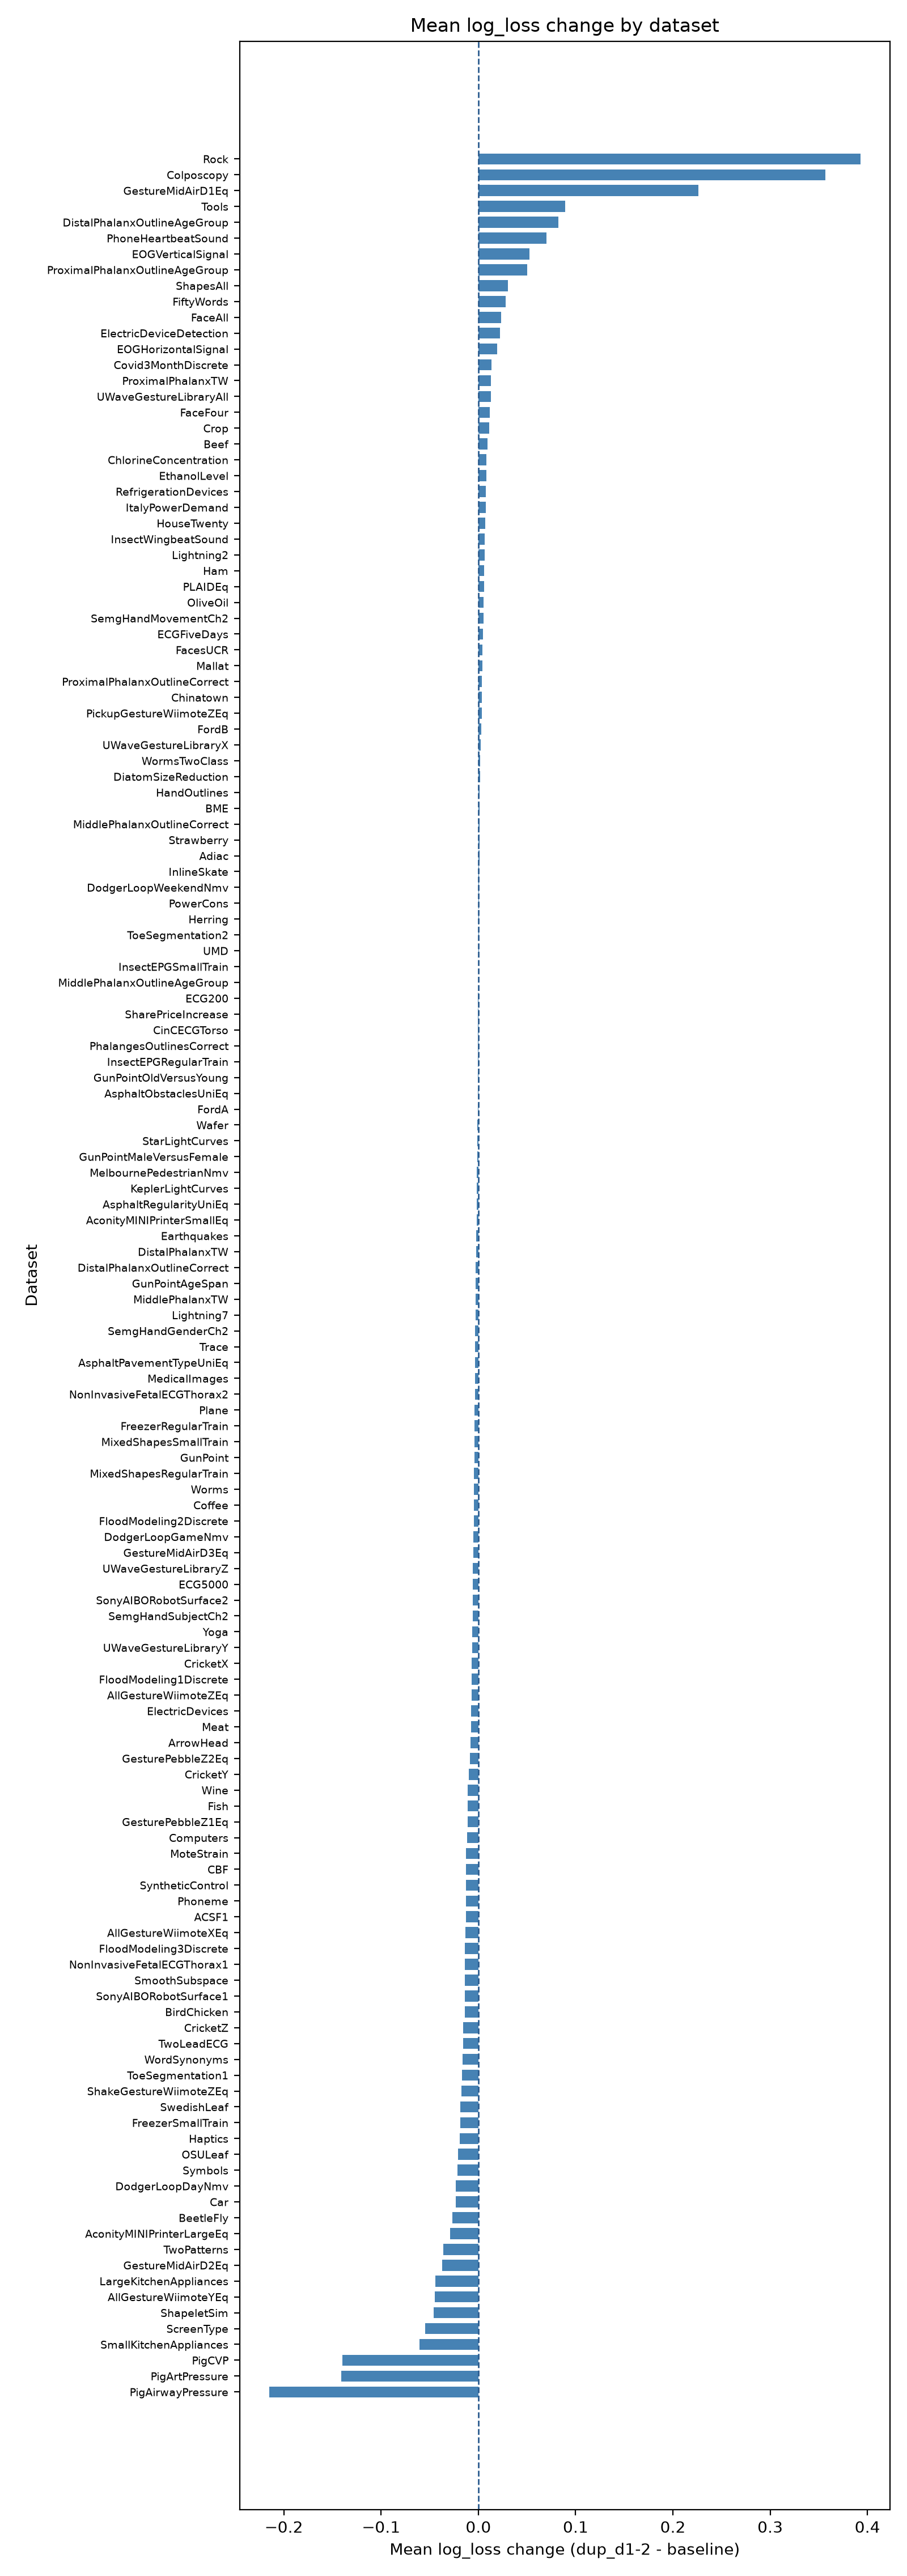 Mean log_loss change by dataset
Rock
Colposcopy
GestureMidAirD1Eq
Tools
DistalPhalanxOutlineAgeGroup
PhoneHeartbeatSound
EOGVerticalSignal
ProximalPhalanxOutlineAgeGroup
ShapesAll
FiftyWords
FaceAll
ElectricDeviceDetection
EOGHorizontalSignal
Covid3MonthDiscrete
ProximalPhalanxTW
UWaveGestureLibraryAll
FaceFour
Crop
Beef
ChlorineConcentration
EthanolLevel
RefrigerationDevices
ItalyPowerDemand
HouseTwenty
InsectWingbeatSound
Lightning2
Ham
PLAIDEq
OliveOil
SemgHandMovementCh2
ECGFiveDays
FacesUCR
Mallat
ProximalPhalanxOutlineCorrect
Chinatown
PickupGestureWiimoteZEq
FordB
UWaveGestureLibraryX
WormsTwoClass
DiatomSizeReduction
HandOutlines
BME
MiddlePhalanxOutlineCorrect
Strawberry
Adiac
InlineSkate
DodgerLoopWeekendNmv
PowerCons
Herring
ToeSegmentation2
UMD
InsectEPGSmallTrain
MiddlePhalanxOutlineAgeGroup
ECG200
SharePriceIncrease
CinCECGTorso
PhalangesOutlinesCorrect
InsectEPGRegularTrain
GunPointOldVersusYoung
AsphaltObstaclesUniEq
FordA
Wafer
StarLightCurves
GunPointMaleVersusFemale
MelbournePedestrianNmv
KeplerLightCurves
AsphaltRegularityUniEq
AconityMINIPrinterSmallEq
Earthquakes
DistalPhalanxTW
DistalPhalanxOutlineCorrect
GunPointAgeSpan
MiddlePhalanxTW
Lightning7
SemgHandGenderCh2
Trace
AsphaltPavementTypeUniEq
MedicalImages
NonInvasiveFetalECGThorax2
Plane
FreezerRegularTrain
MixedShapesSmallTrain
GunPoint
MixedShapesRegularTrain
Worms
Coffee
FloodModeling2Discrete
DodgerLoopGameNmv
GestureMidAirD3Eq
UWaveGestureLibraryZ
ECG5000
SonyAIBORobotSurface2
SemgHandSubjectCh2
Yoga
UWaveGestureLibraryY
CricketX
FloodModeling1Discrete
AllGestureWiimoteZEq
ElectricDevices
Meat
ArrowHead
GesturePebbleZ2Eq
CricketY
Wine
Fish
GesturePebbleZ1Eq
Computers
MoteStrain
CBF
SyntheticControl
Phoneme
ACSF1
AllGestureWiimoteXEq
FloodModeling3Discrete
NonInvasiveFetalECGThorax1
SmoothSubspace
SonyAIBORobotSurface1
BirdChicken
CricketZ
TwoLeadECG
WordSynonyms
ToeSegmentation1
ShakeGestureWiimoteZEq
SwedishLeaf
FreezerSmallTrain
Haptics
OSULeaf
Symbols
DodgerLoopDayNmv
Car
BeetleFly
AconityMINIPrinterLargeEq
TwoPatterns
GestureMidAirD2Eq
LargeKitchenAppliances
AllGestureWiimoteYEq
ShapeletSim
ScreenType
SmallKitchenAppliances
PigCVP
PigArtPressure
PigAirwayPressure
Dataset
−0.2 −0.1 0.0 0.1 0.2 0.3 0.4
Mean log_loss change (dup_d1-2 - baseline)